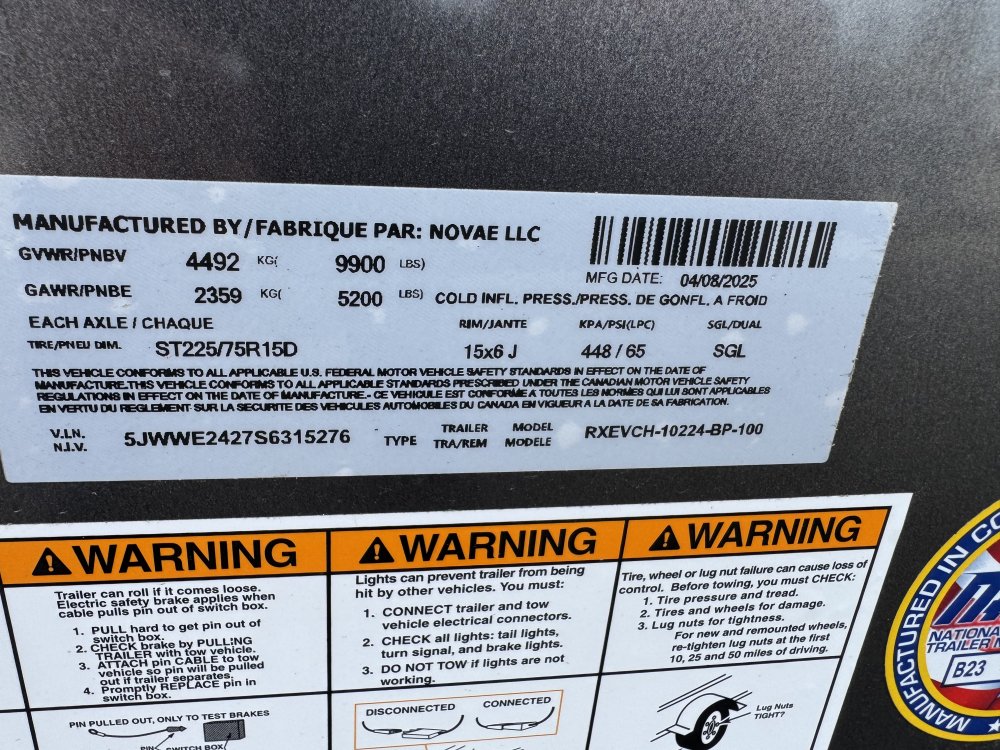 MANUFACTURED BY/FABRIQUE PAR: NOVAE LLC
GVWR/PNBV 4492 KG( 9900 LBS)
MFG DATE: 04/08/2025
GAWR/PNBE 2359 KG( 5200 LBS) COLD INFL. PRESS./PRESS. DE GONFL. A FROID
EACH AXLE / CHAQUE RIM/JANTE KPA/PSI(LPC) SGL/DUAL
TIRE/PNEU DIM. ST225/75R15D 15x6 J 448 / 65 SGL
THIS VEHICLE CONFORMS TO ALL APPLICABLE U.S. FEDERAL MOTOR VEHICLE SAFETY STANDARDS IN EFFECT ON THE DATE OF
MANUFACTURE.THIS VEHICLE CONFORMS TO ALL APPLICABLE STANDARDS PRESCRIBED UNDER THE CANADIAN MOTOR VEHICLE SAFETY
REGULATIONS IN EFFECT ON THE DATE OF MANUFACTURE.- CE VEHICULE EST CONFORME A TOUTES LES NORMES QUI LUI SONT APPLICABLES
EN VERTU DU REGLEMENT SUR LA SECURITE DES VEHICULES AUTOMOBILES DU CANADA EN VIGUEUR A LA DATE DE SA FABRICATION.
V.I.N. 5JWWE2427S6315276 TYPE TRAILER MODEL RXEVCH-10224-BP-100
N.I.V. TRA/REM MODELE
WARNING
Trailer can roll if it comes loose.
Electric safety brake applies when
cable pulls pin out of switch box.
1. PULL hard to get pin out of
switch box.
2. CHECK brake by PULLING
TRAILER with tow vehicle.
3. ATTACH pin CABLE to tow
vehicle so pin will be pulled
out if trailer separates.
4. Promptly REPLACE pin in
switch box.
PIN PULLED OUT, ONLY TO TEST BRAKES
PIN
SWITCH BOX
WARNING
Lights can prevent trailer from being
hit by other vehicles. You must:
1. CONNECT trailer and tow
vehicle electrical connectors.
2. CHECK all lights: tail lights,
turn signal, and brake lights.
3. DO NOT TOW if lights are not
working.
DISCONNECTED CONNECTED
WARNING
Tire, wheel or lug nut failure can cause loss of
control. Before towing, you must CHECK:
1. Tire pressure and tread.
2. Tires and wheels for damage.
3. Lug nuts for tightness.
For new and remounted wheels,
re-tighten lug nuts at the first
10, 25 and 50 miles of driving.
Lug Nuts
TIGHT?
MANUFACTURED IN CO
NATIONA
TRAILER M
B23